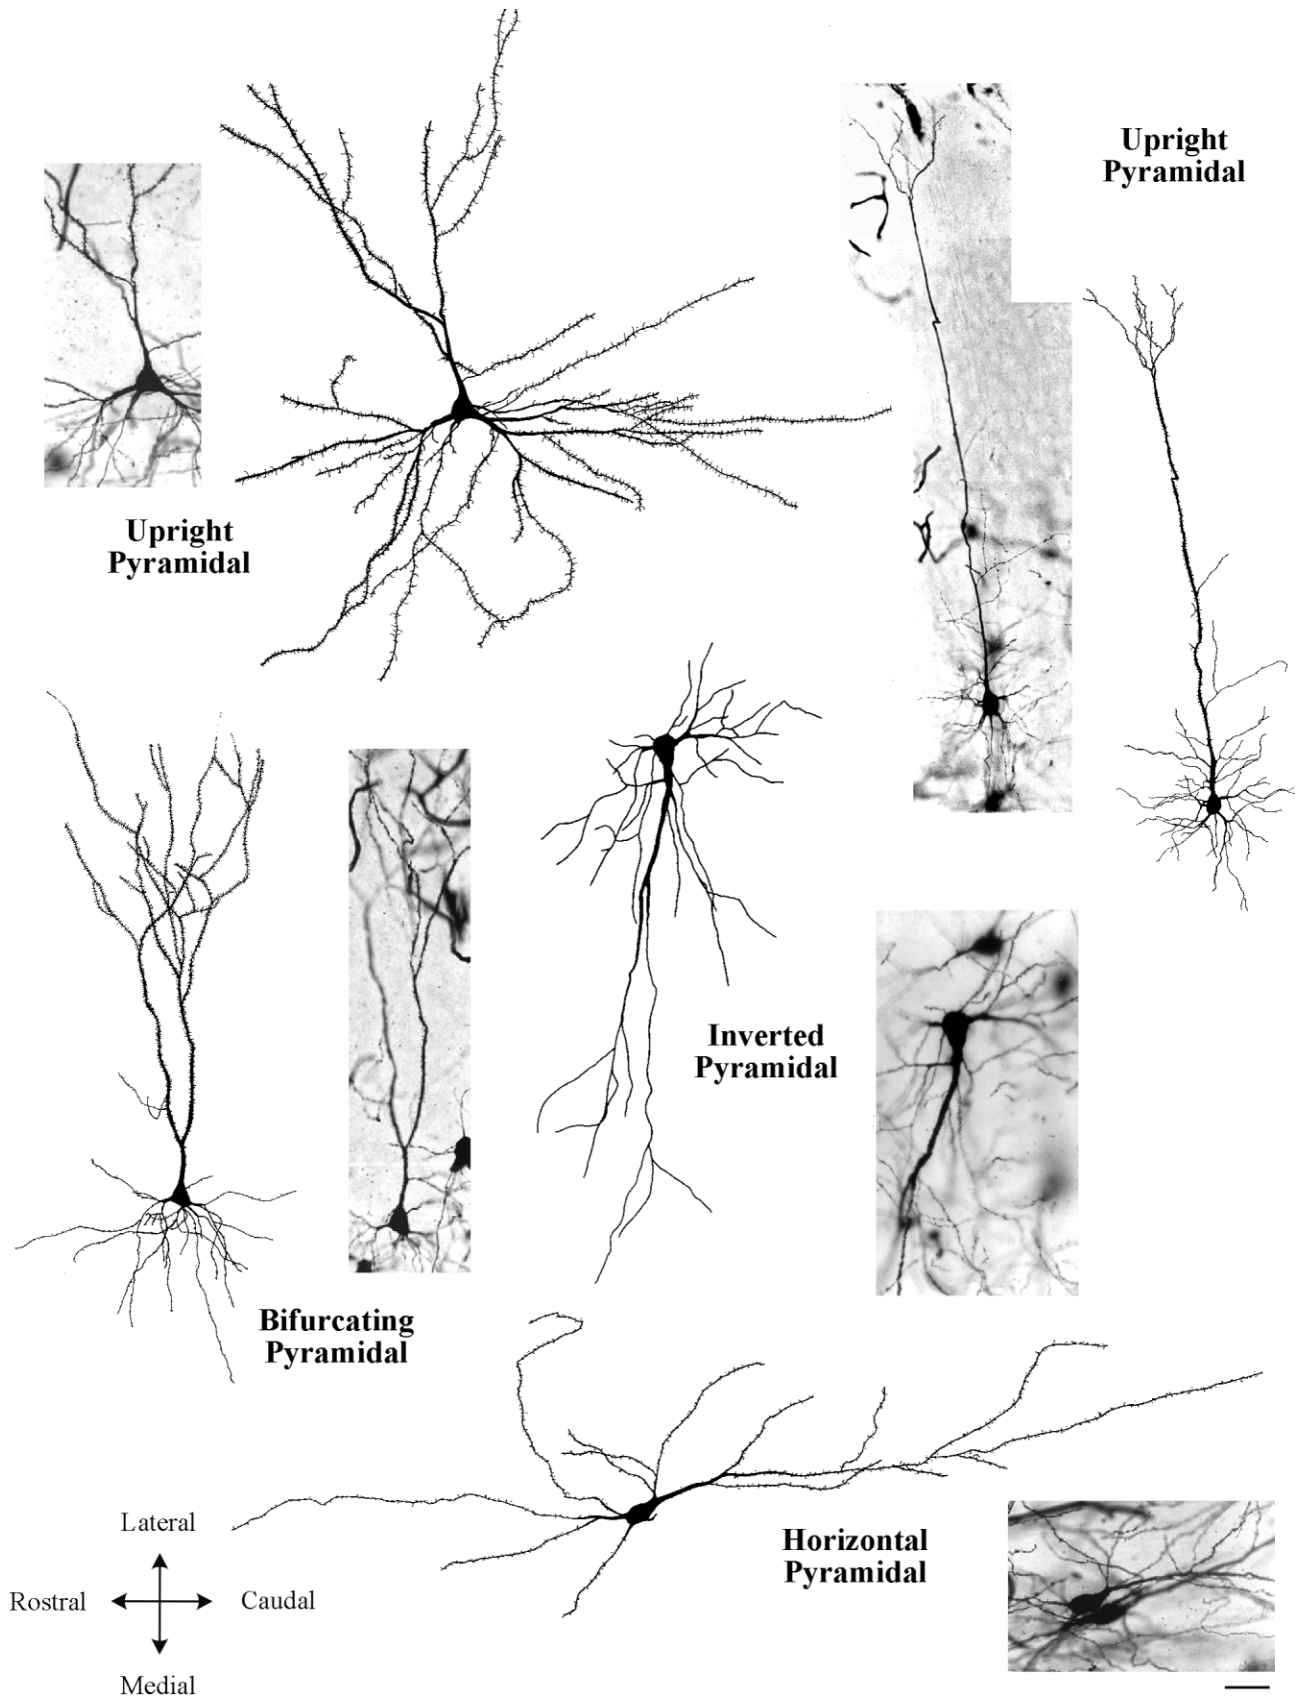 Upright
Pyramidal
Upright
Pyramidal
Inverted
Pyramidal
Bifurcating
Pyramidal
Horizontal
Pyramidal
Lateral
Rostral
Caudal
Medial